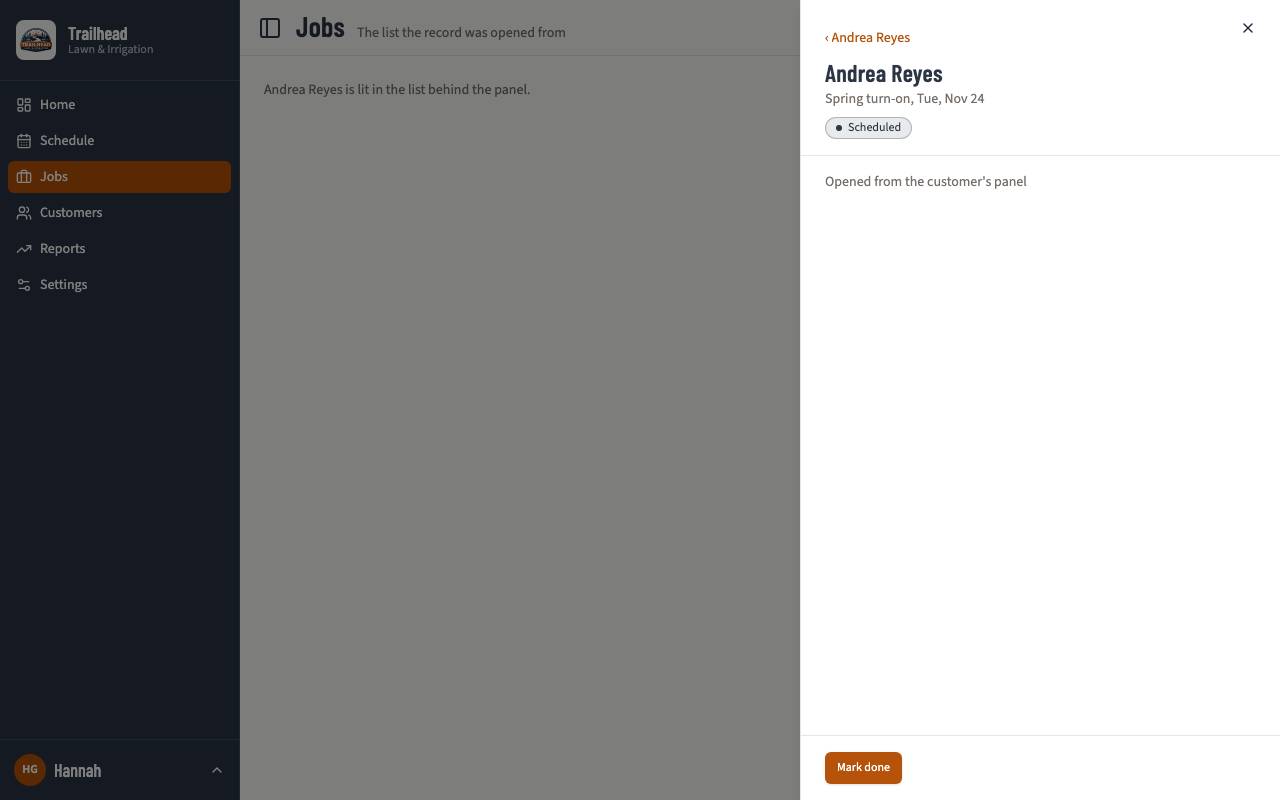 Trailhead
Lawn & Irrigation
Home
Schedule
Jobs
Customers
Reports
Settings
HG
Hannah
Jobs
The list the record was opened from
Andrea Reyes is lit in the list behind the panel.
‹ Andrea Reyes
Andrea Reyes
Spring turn-on, Tue, Nov 24
Scheduled
Opened from the customer's panel
Mark done